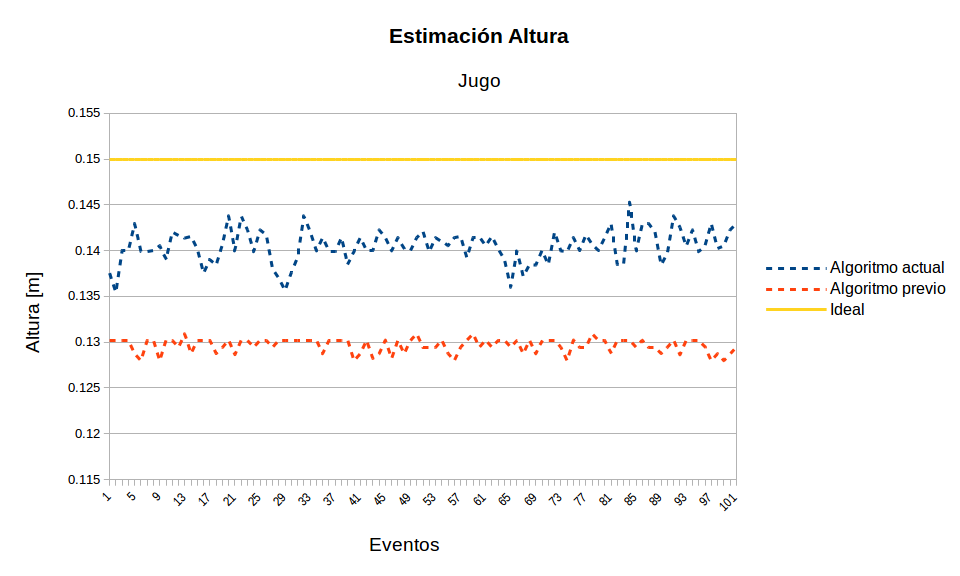 Estimación Altura
Jugo
Altura [m]
0.155
0.15
0.145
0.14
0.135
0.13
0.125
0.12
0.115
1 5 9 13 17 21 25 29 33 37 41 45 49 53 57 61 65 69 73 77 81 85 89 93 97 101
Eventos
Algoritmo actual
Algoritmo previo
Ideal